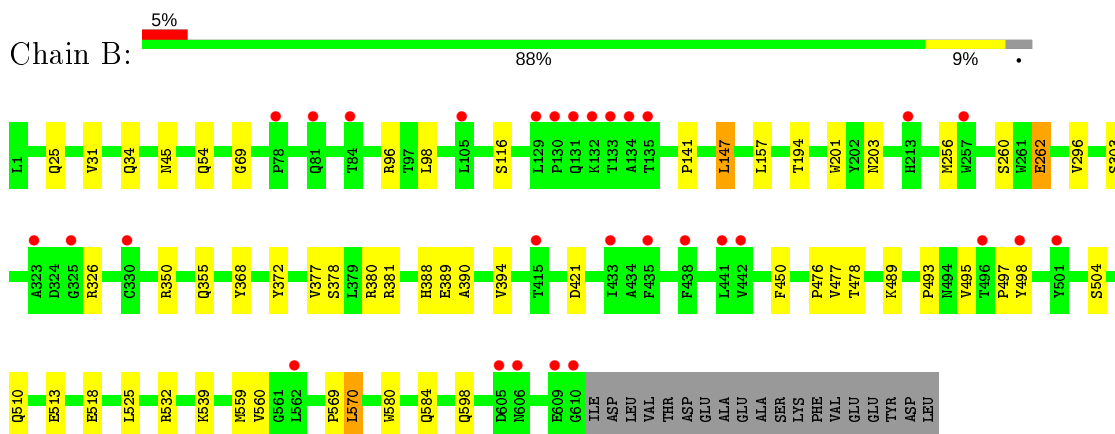 5%
Chain B:
88%
9%
•
L1 Q25 V31 Q34 N45 Q54 G69 P78 Q81 T84 R96 T97 L98 L105 S116 L129 P130 Q131 K132 T133 A134 T135 P141 L147 L157 T194 W201 Y202 N203 H213 M256 W257 S260 W261 E262 V296 S303
A323 D324 G325 R326 C330 R350 Q355 Y368 Y372 V377 S378 L379 R380 R381 H388 E389 A390 V394 T415 D421 I433 A434 F435 F438 L441 V442 F450 P476 V477 T478 K489 P493 N494 V495 T496 P497 Y498 Y501 S504
Q510 E513 E518 L525 R532 K539 M559 V560 G561 L562 P569 L570 W580 Q584 Q598 D605 N606 E609 G610 ILE ASP LEU VAL THR ASP GLU ALA GLU ALA SER LYS PHE VAL GLU GLU TYR ASP LEU